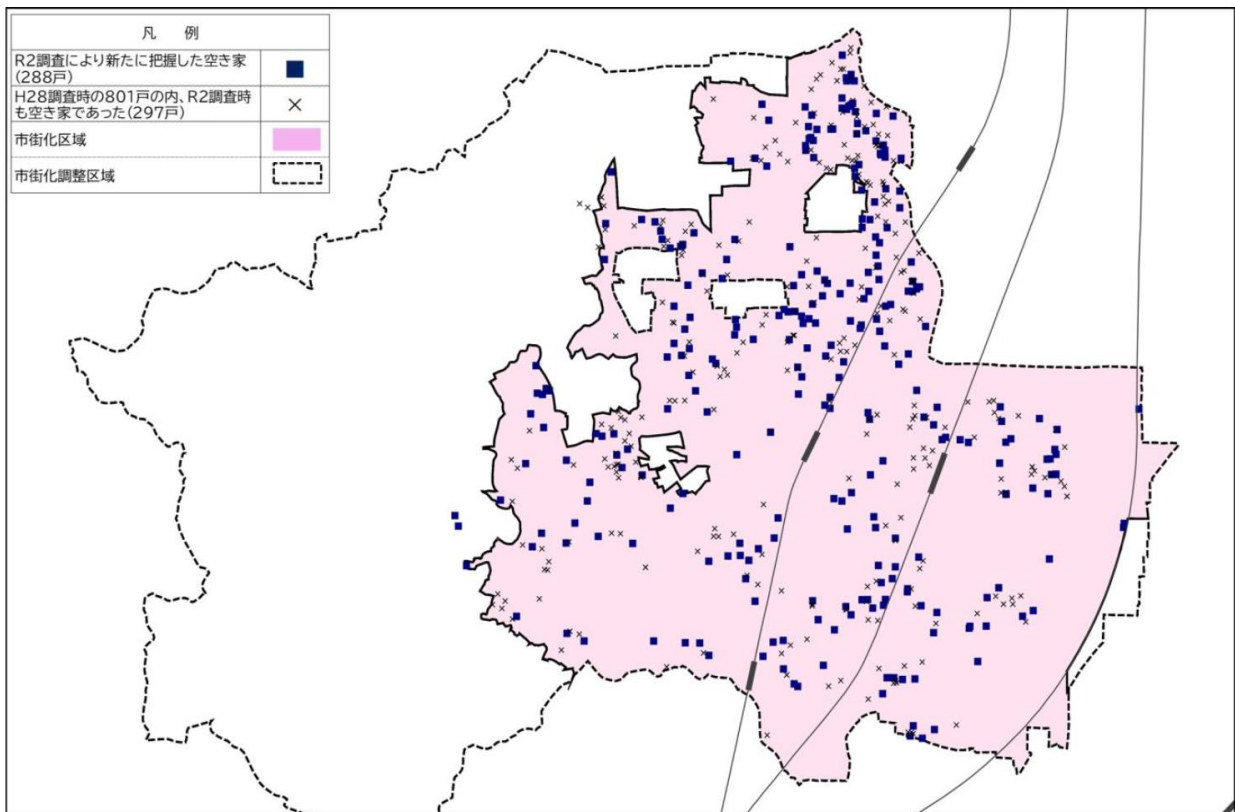 凡　例
R2調査により新たに把握した空き家
(288戸)
H28調査時の801戸の内、R2調査時
も空き家であった(297戸)
市街化区域
市街化調整区域